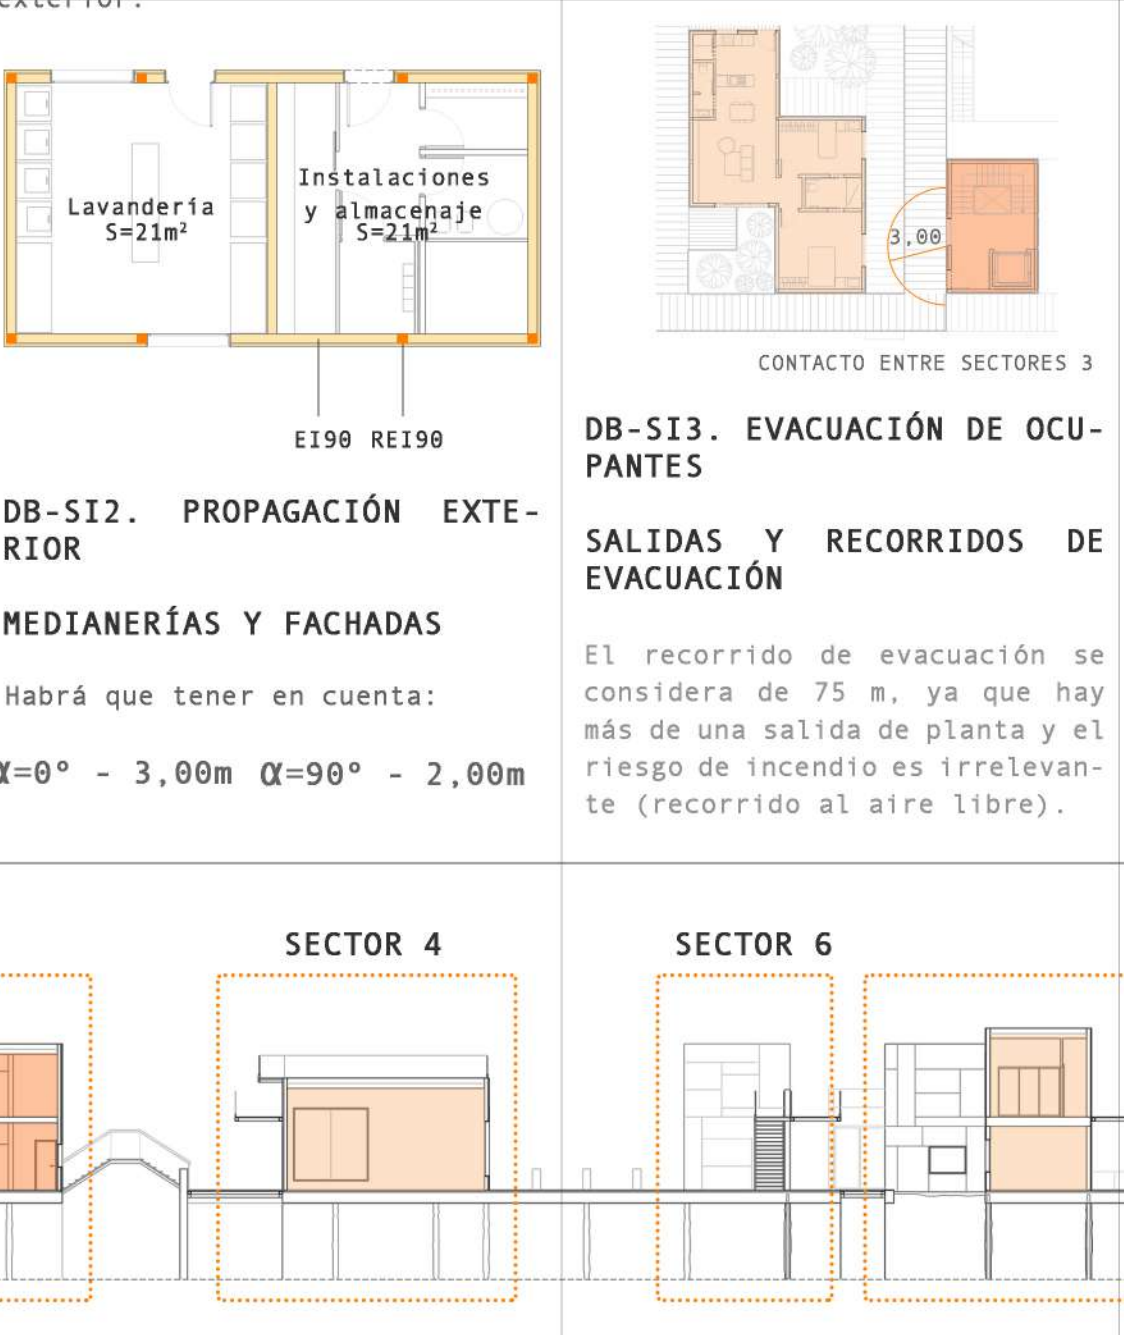 exterior.
Lavandería
S=21m²
Instalaciones
y almacenaje
S=21m²
EI90 REI90
DB-SI2. PROPAGACIÓN EXTE-
RIOR
MEDIANERÍAS Y FACHADAS
Habrá que tener en cuenta:
α=0° - 3,00m α=90° - 2,00m
3,00
CONTACTO ENTRE SECTORES 3
DB-SI3. EVACUACIÓN DE OCU-
PANTES
SALIDAS Y RECORRIDOS DE
EVACUACIÓN
El recorrido de evacuación se
considera de 75 m, ya que hay
más de una salida de planta y el
riesgo de incendio es irrelevan-
te (recorrido al aire libre).
SECTOR 4
SECTOR 6